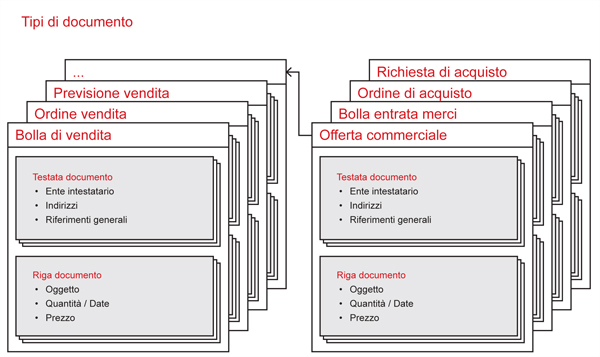 Tipi di documento
...
Previsione vendita
Ordine vendita
Bolla di vendita
Testata documento
• Ente intestatario
• Indirizzi
• Riferimenti generali
Riga documento
• Oggetto
• Quantità / Date
• Prezzo
Richiesta di acquisto
Ordine di acquisto
Bolla entrata merci
Offerta commerciale
Testata documento
• Ente intestatario
• Indirizzi
• Riferimenti generali
Riga documento
• Oggetto
• Quantità / Date
• Prezzo